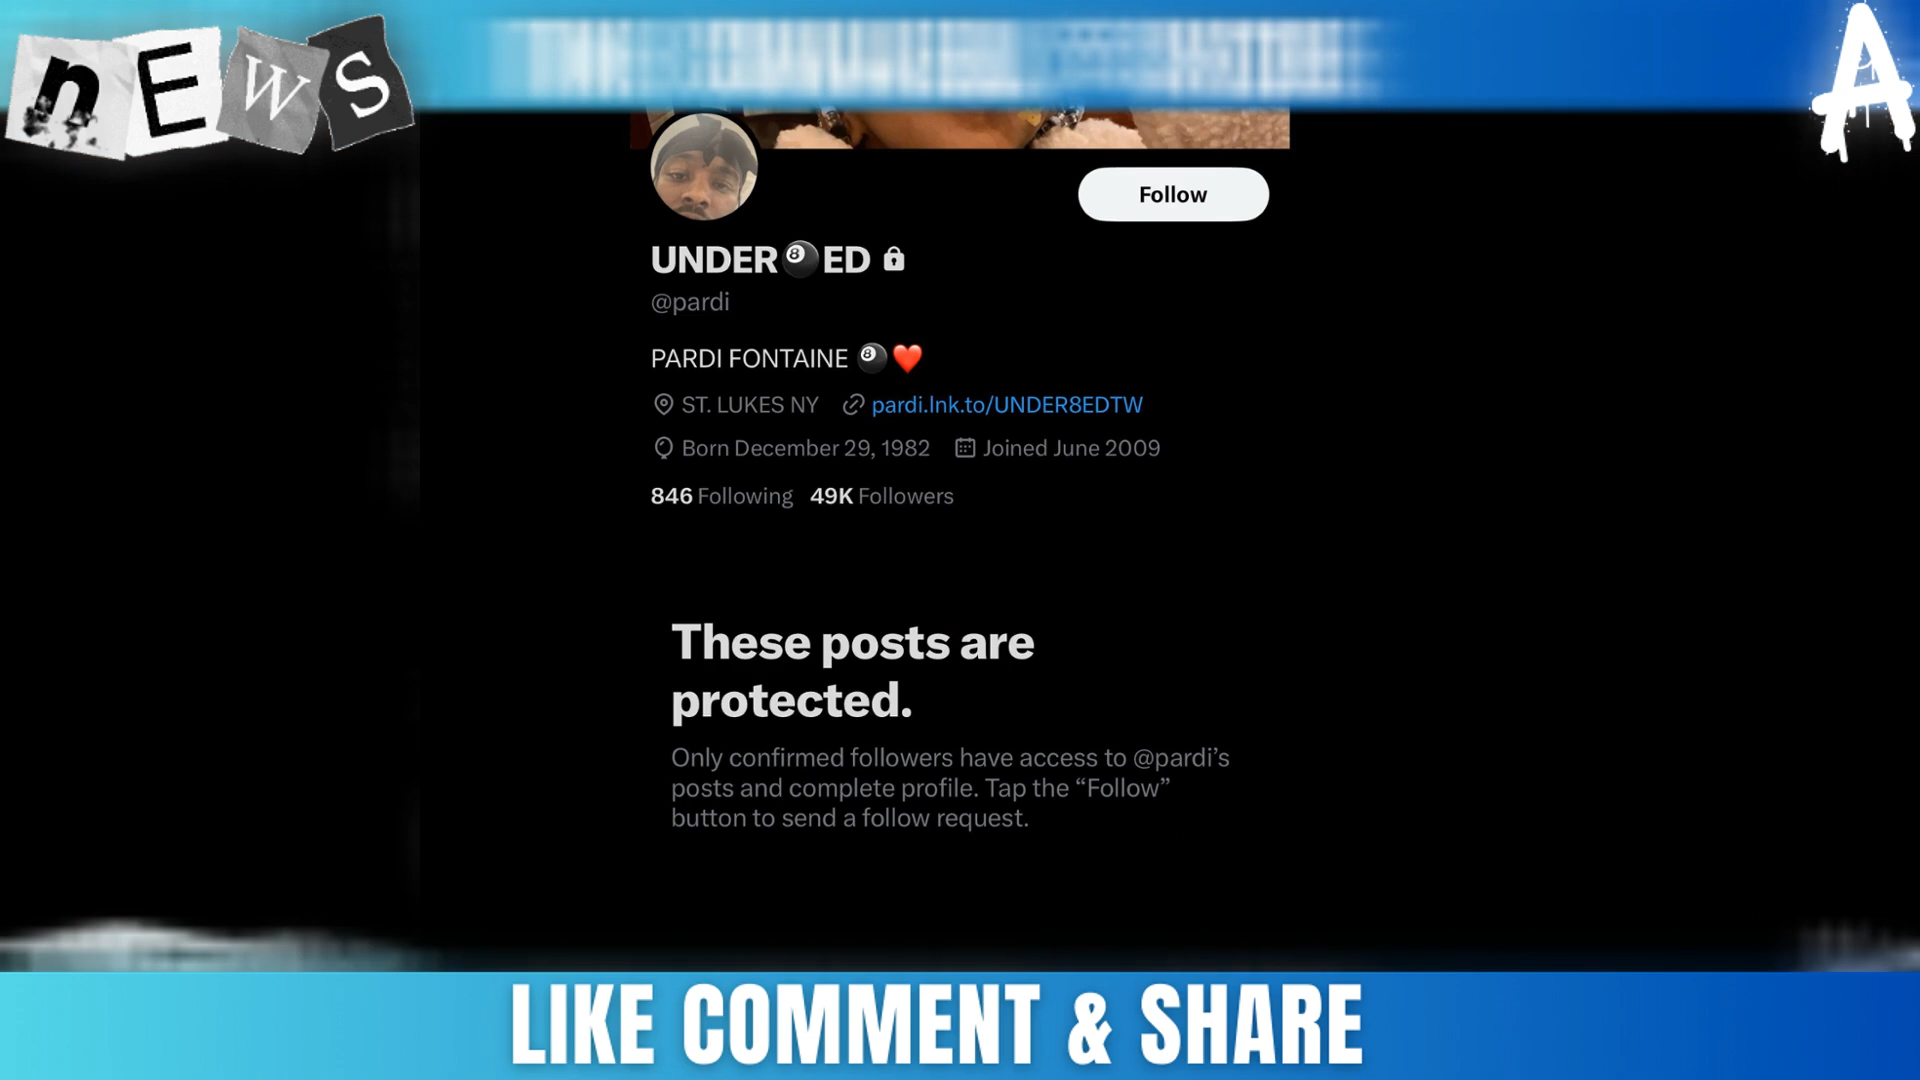 nEWS
A
Follow
UNDER🎱ED
@pardi
PARDI FONTAINE 🎱❤️
ST. LUKES NY pardi.lnk.to/UNDER8EDTW
Born December 29, 1982 Joined June 2009
846 Following 49K Followers
These posts are
protected.
Only confirmed followers have access to @pardi’s
posts and complete profile. Tap the “Follow”
button to send a follow request.
LIKE COMMENT & SHARE